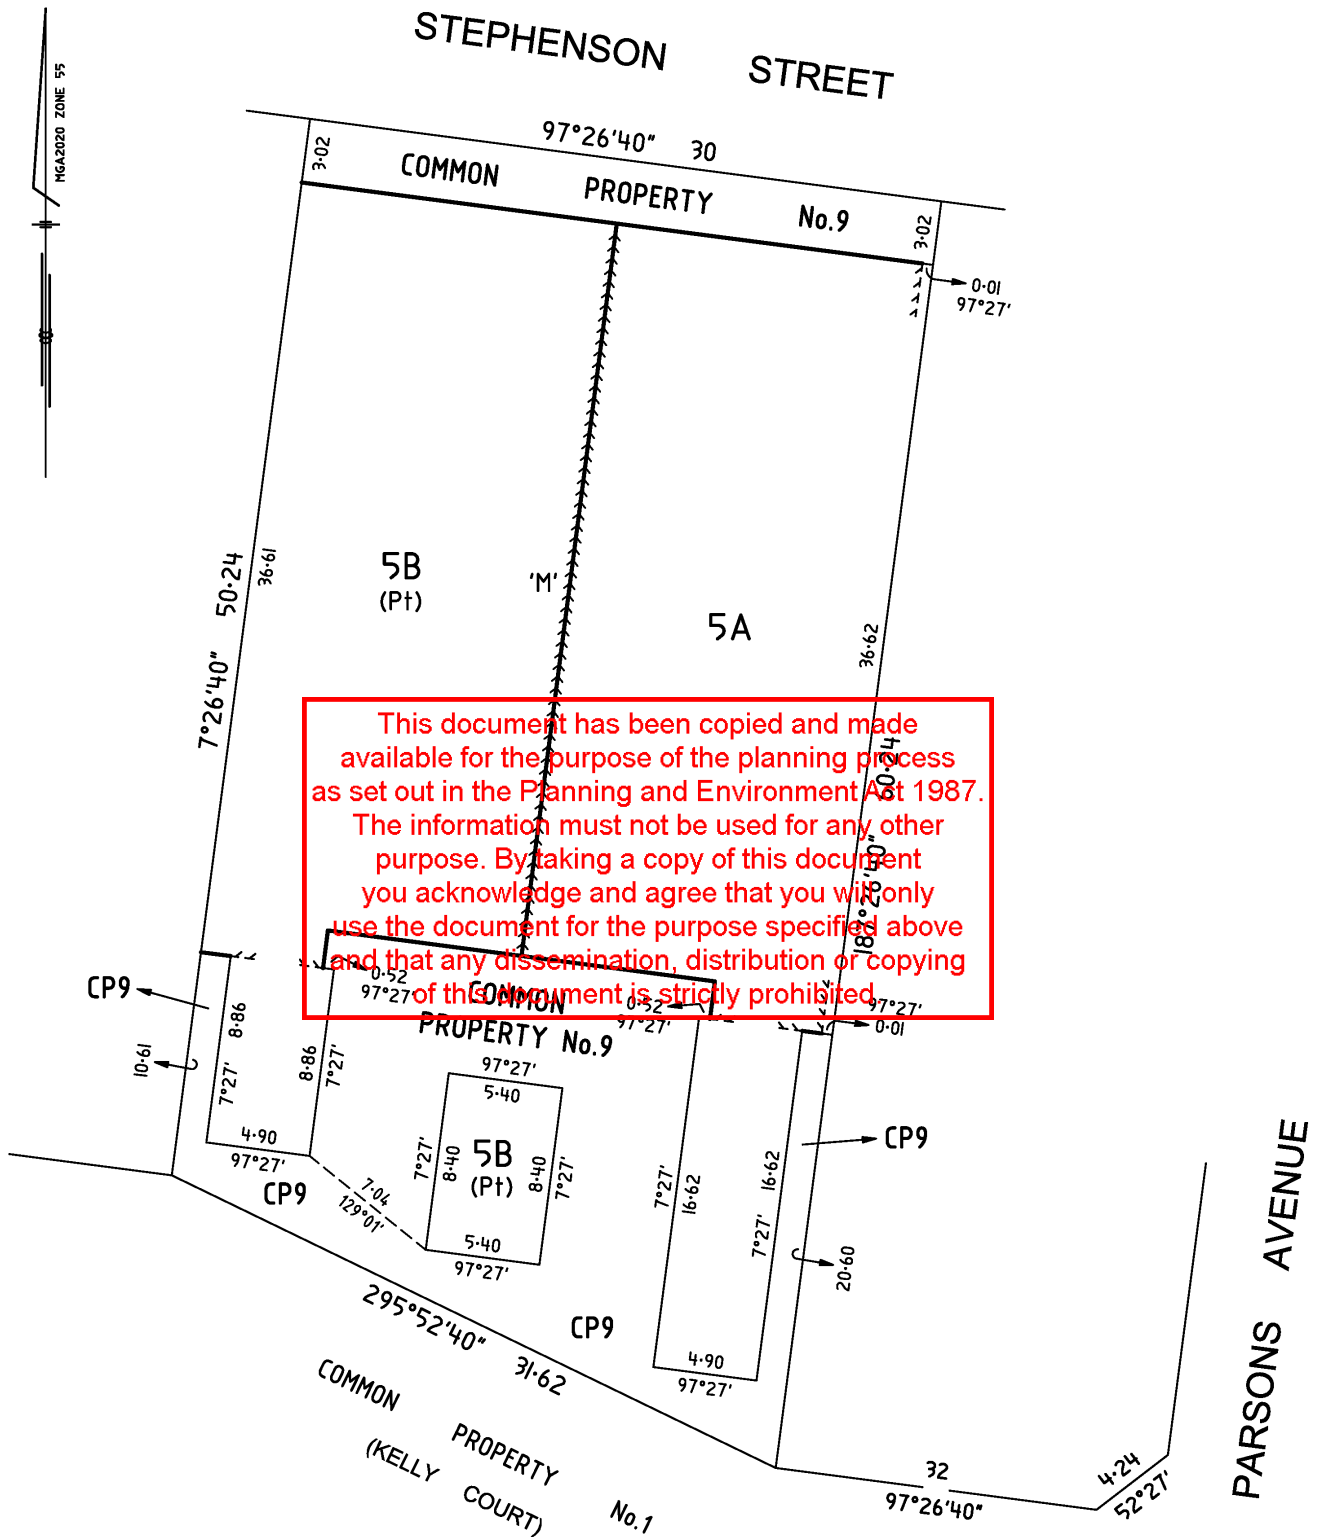 STEPHENSON STREET
MGA2020 ZONE 55
97°26'40" 30
3·02
COMMON PROPERTY No.9
3·02
0·01
97°27'
7°26'40" 50·24
36·61
5B
(Pt)
'M'
5A
36·62
187°26'40" 60·24
This document has been copied and made
available for the purpose of the planning process
as set out in the Planning and Environment Act 1987.
The information must not be used for any other
purpose. By taking a copy of this document
you acknowledge and agree that you will only
use the document for the purpose specified above
and that any dissemination, distribution or copying
of this document is strictly prohibited.
CP9
0·52
97°27'
COMMON
PROPERTY No.9
0·52
97°27'
97°27'
0·01
10·61
8·86
7°27'
8·86
7°27'
4·90
97°27'
CP9
7·04
129°01'
97°27'
5·40
7°27'
8·40
5B
(Pt)
8·40
7°27'
5·40
97°27'
7°27'
16·62
16·62
7°27'
CP9
20·60
4·90
97°27'
CP9
295°52'40" 31·62
COMMON PROPERTY No.1
(KELLY COURT)
32
97°26'40"
4·24
52°27'
PARSONS AVENUE